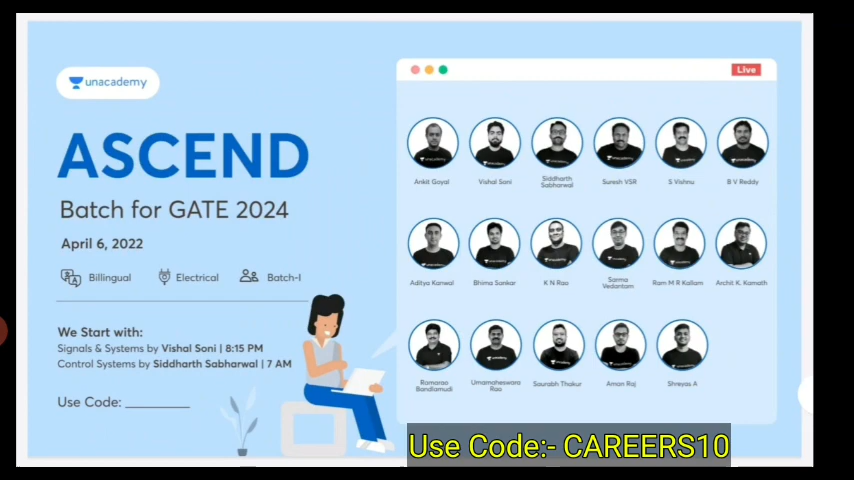 unacademy
ASCEND
Batch for GATE 2024
April 6, 2022
Billingual Electrical Batch-I
We Start with:
Signals & Systems by Vishal Soni | 8:15 PM
Control Systems by Siddharth Sabharwal | 7 AM
Use Code: __________
Live
Ankit Goyal
Vishal Soni
Siddharth
Sabharwal
Suresh VSR
S Vishnu
B V Reddy
Aditya Kanwal
Bhima Sankar
K N Rao
Sarma
Vedantam
Ram M R Kallam
Archit K. Kamath
Ramarao
Bandlamudi
Umamaheswara
Rao
Saurabh Thakur
Aman Raj
Shreyas A
Use Code:- CAREERS10